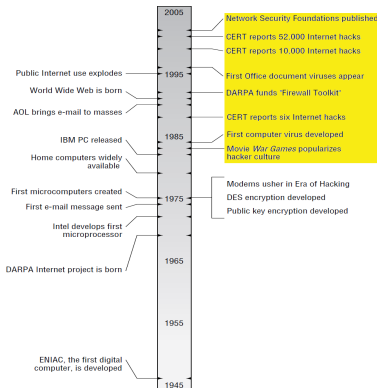 2005
Network Security Foundations published
CERT reports 52,000 Internet hacks
CERT reports 10,000 Internet hacks
Public Internet use explodes
1995
First Office document viruses appear
World Wide Web is born
DARPA funds ‘Firewall Toolkit’
AOL brings e-mail to masses
CERT reports six Internet hacks
IBM PC released
1985
First computer virus developed
Movie War Games popularizes
hacker culture
Home computers widely
available
First microcomputers created
1975
Modems usher in Era of Hacking
DES encryption developed
Public key encryption developed
First e-mail message sent
Intel develops first
microprocessor
DARPA Internet project is born
1965
1955
ENIAC, the first digital
computer, is developed
1945